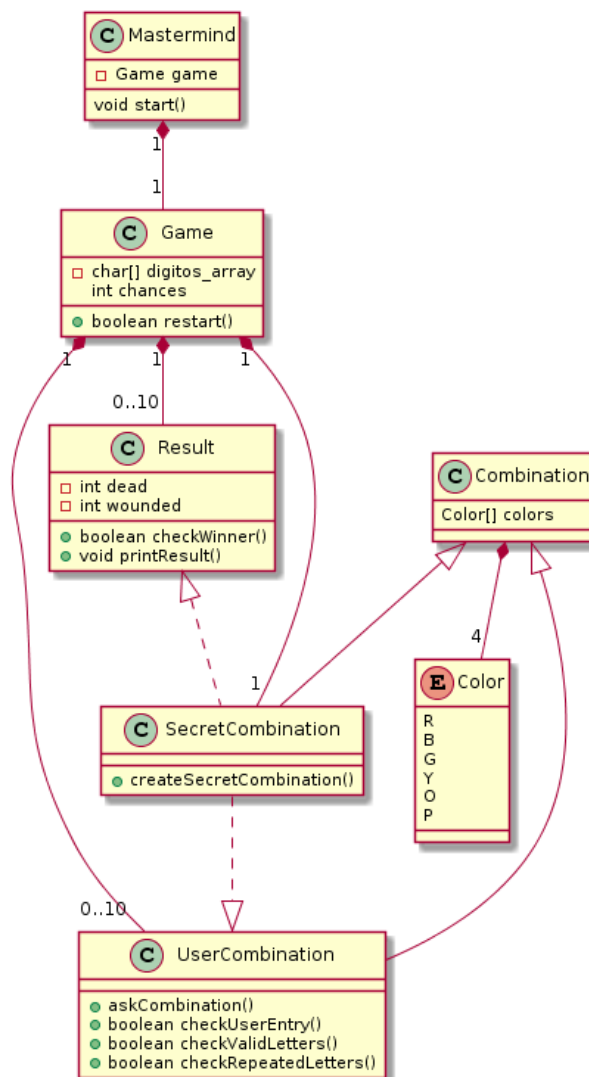 C Mastermind
Game game
void start()
1
1
C Game
char[] digitos_array
int chances
boolean restart()
1 1 1
0..10
C Result
int dead
int wounded
boolean checkWinner()
void printResult()
C Combination
Color[] colors
4
E Color
R
B
G
Y
O
P
1
C SecretCombination
createSecretCombination()
0..10
C UserCombination
askCombination()
boolean checkUserEntry()
boolean checkValidLetters()
boolean checkRepeatedLetters()